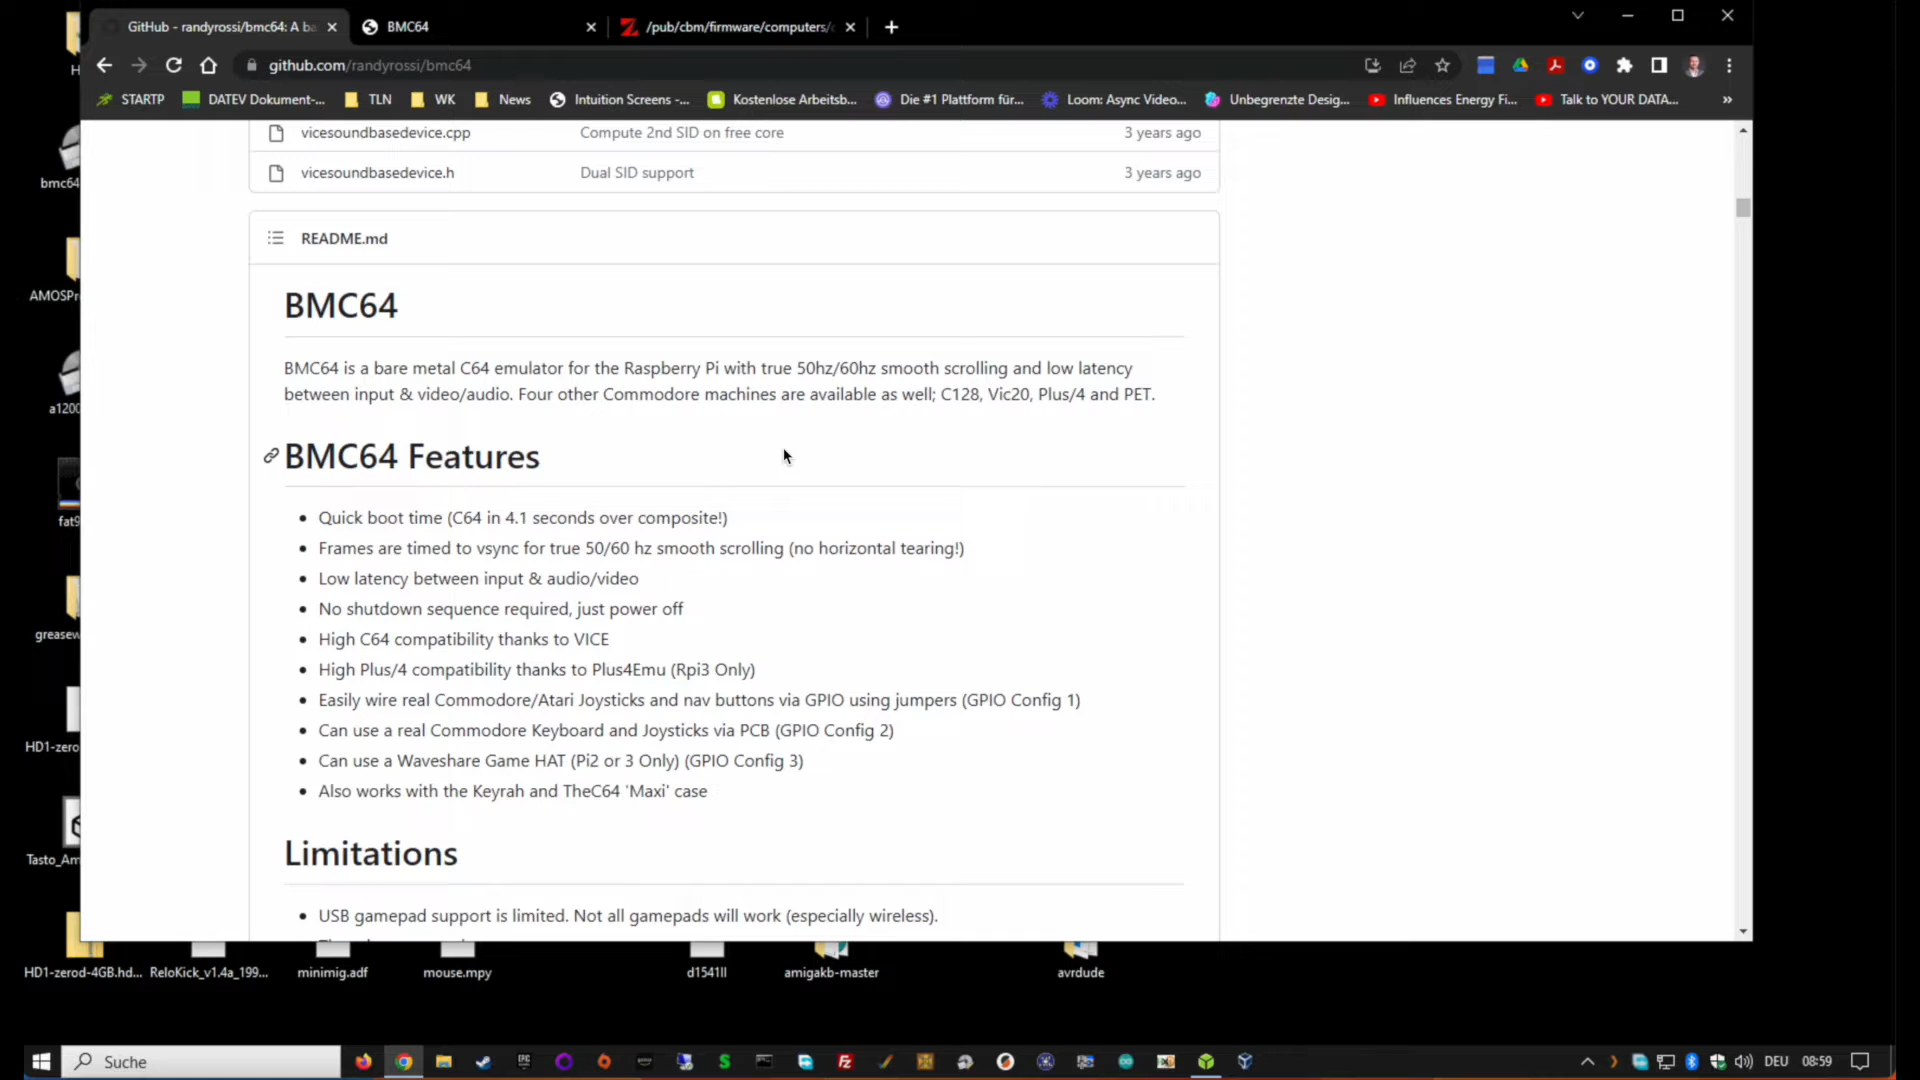 GitHub - randyrossi/bmc64: A ba
BMC64
/pub/cbm/firmware/computers/
github.com/randyrossi/bmc64
STARTP
DATEV Dokument-...
TLN
WK
News
Intuition Screens -...
Kostenlose Arbeitsb...
Die #1 Plattform für...
Loom: Async Video...
Unbegrenzte Desig...
Influences Energy Fi...
Talk to YOUR DATA...
»
vicesoundbasedevice.cpp
Compute 2nd SID on free core
3 years ago
vicesoundbasedevice.h
Dual SID support
3 years ago
README.md
BMC64
BMC64 is a bare metal C64 emulator for the Raspberry Pi with true 50hz/60hz smooth scrolling and low latency
between input & video/audio. Four other Commodore machines are available as well; C128, Vic20, Plus/4 and PET.
BMC64 Features
• Quick boot time (C64 in 4.1 seconds over composite!)
• Frames are timed to vsync for true 50/60 hz smooth scrolling (no horizontal tearing!)
• Low latency between input & audio/video
• No shutdown sequence required, just power off
• High C64 compatibility thanks to VICE
• High Plus/4 compatibility thanks to Plus4Emu (Rpi3 Only)
• Easily wire real Commodore/Atari Joysticks and nav buttons via GPIO using jumpers (GPIO Config 1)
• Can use a real Commodore Keyboard and Joysticks via PCB (GPIO Config 2)
• Can use a Waveshare Game HAT (Pi2 or 3 Only) (GPIO Config 3)
• Also works with the Keyrah and TheC64 'Maxi' case
Limitations
• USB gamepad support is limited. Not all gamepads will work (especially wireless).
H
bmc64
AMOSPr
a1200
fat9
greasew
HD1-zero
Tasto_Am
HD1-zerod-4GB.hd...
ReloKick_v1.4a_199...
minimig.adf
mouse.mpy
d1541II
amigakb-master
avrdude
Suche
DEU
08:59